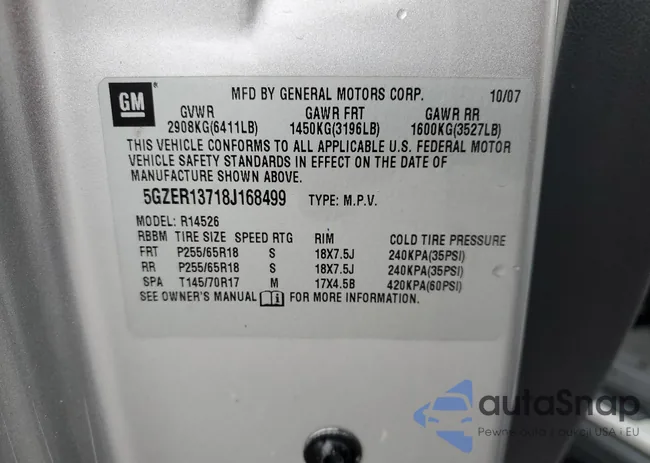 GM
MFD BY GENERAL MOTORS CORP. 10/07
GVWR GAWR FRT GAWR RR
2908KG(6411LB) 1450KG(3196LB) 1600KG(3527LB)
THIS VEHICLE CONFORMS TO ALL APPLICABLE U.S. FEDERAL MOTOR
VEHICLE SAFETY STANDARDS IN EFFECT ON THE DATE OF
MANUFACTURE SHOWN ABOVE.
5GZER13718J168499 TYPE: M.P.V.
MODEL: R14526
RBBM TIRE SIZE SPEED RTG RIM COLD TIRE PRESSURE
FRT P255/65R18 S 18X7.5J 240KPA(35PSI)
RR P255/65R18 S 18X7.5J 240KPA(35PSI)
SPA T145/70R17 M 17X4.5B 420KPA(60PSI)
SEE OWNER'S MANUAL i FOR MORE INFORMATION.
autoSnap
USA - EU